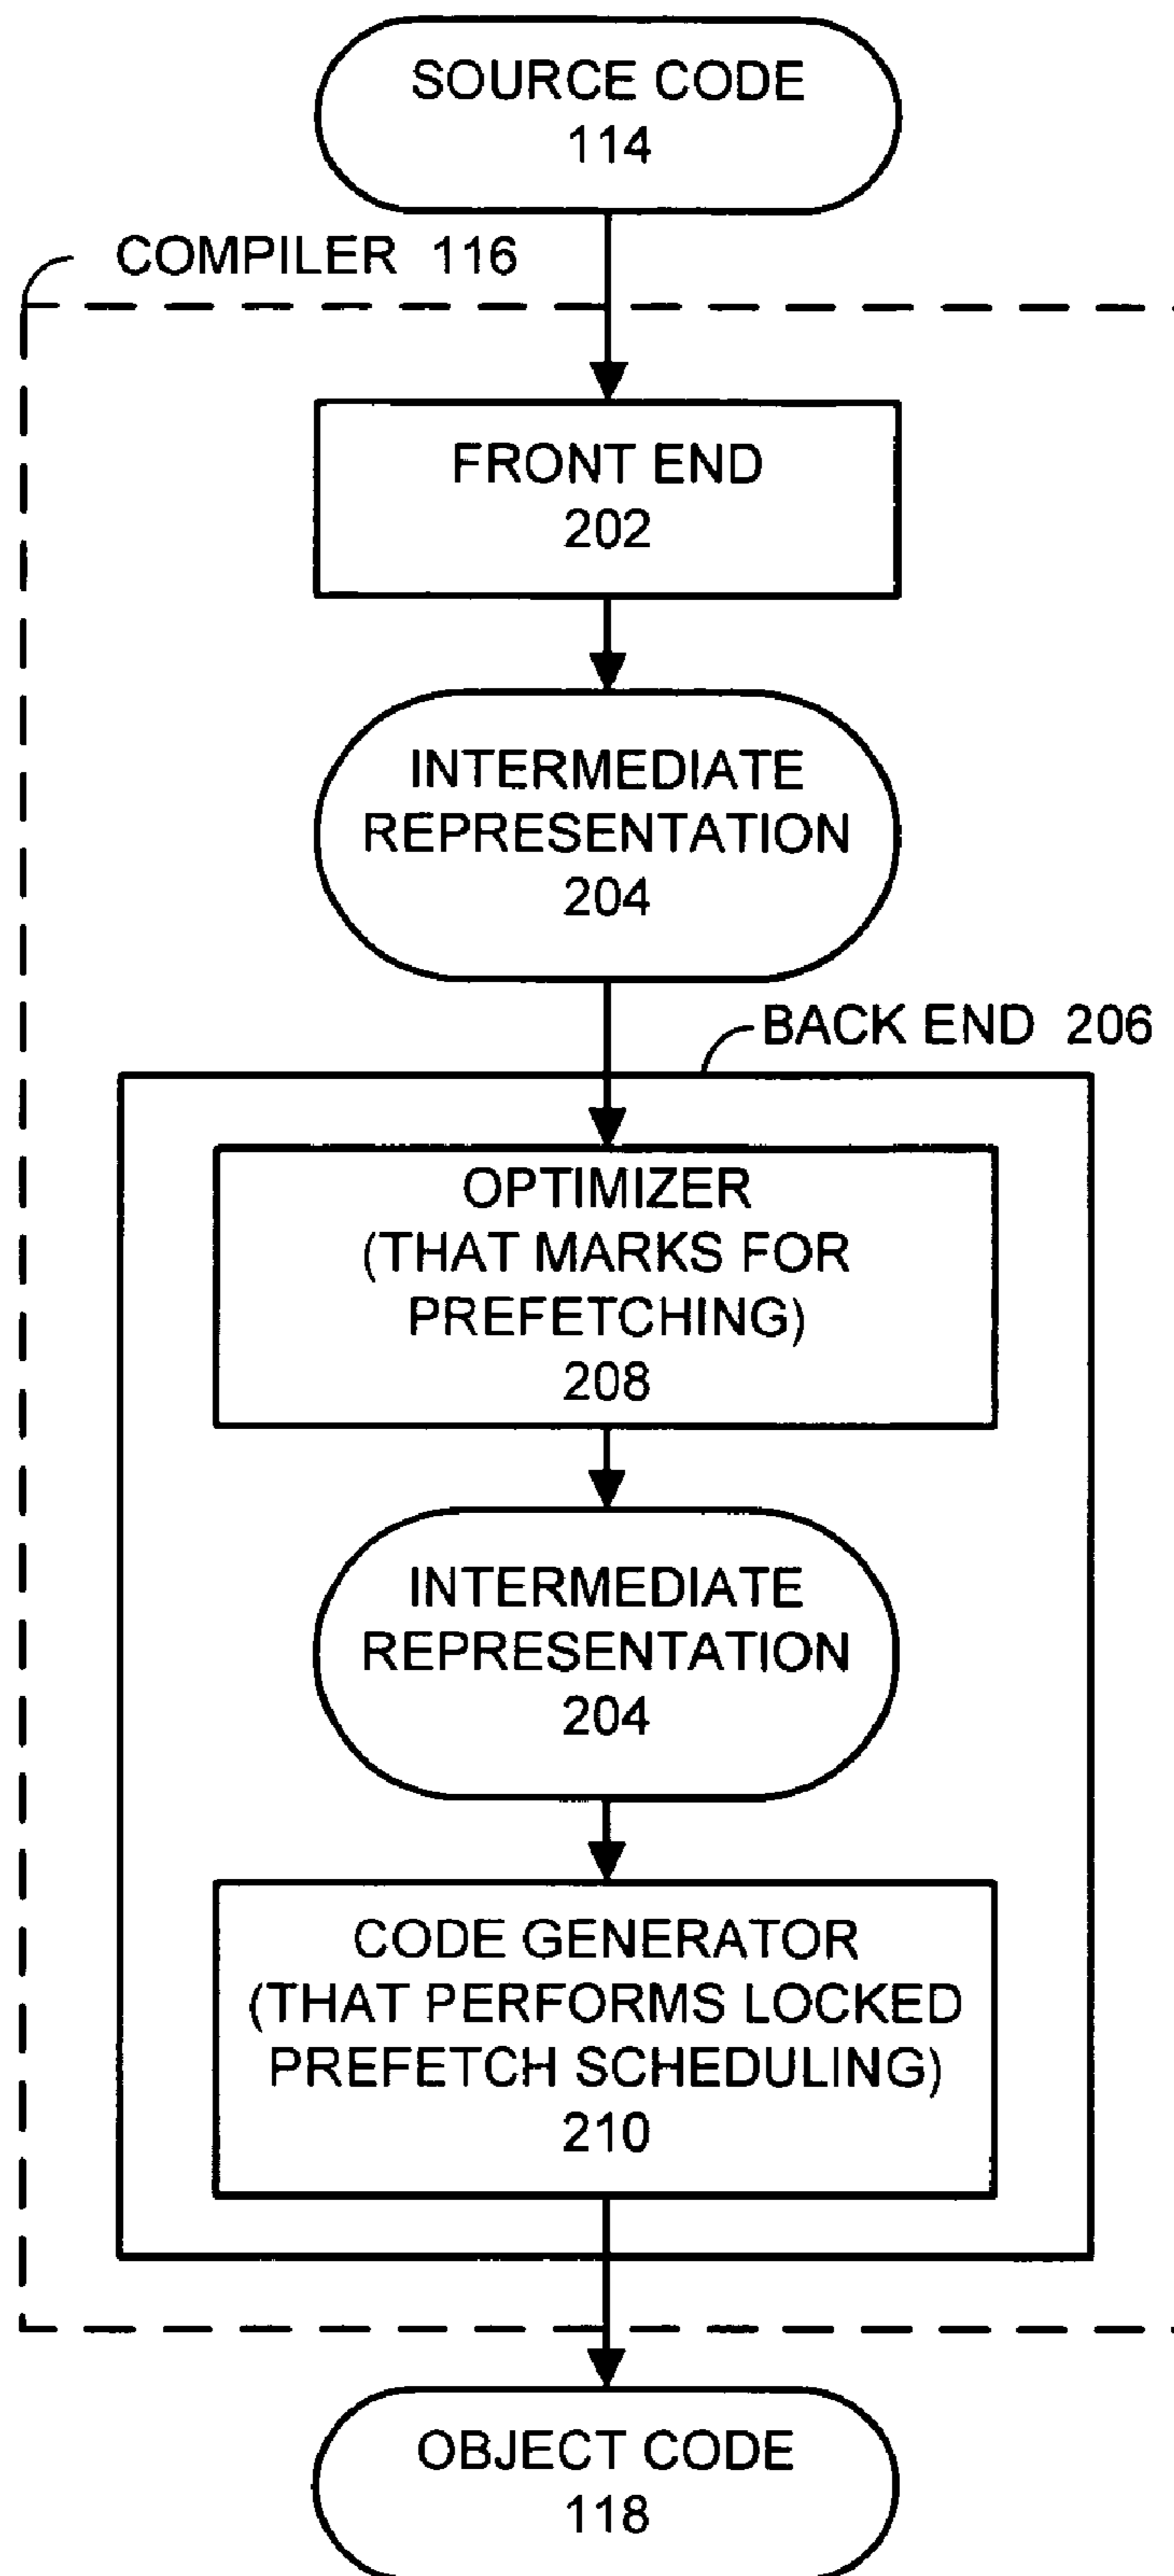 SOURCE CODE
114
COMPILER 116
FRONT END
202
INTERMEDIATE
REPRESENTATION
204
BACK END 206
OPTIMIZER
(THAT MARKS FOR
PREFETCHING)
208
INTERMEDIATE
REPRESENTATION
204
CODE GENERATOR
(THAT PERFORMS LOCKED
PREFETCH SCHEDULING)
210
OBJECT CODE
118